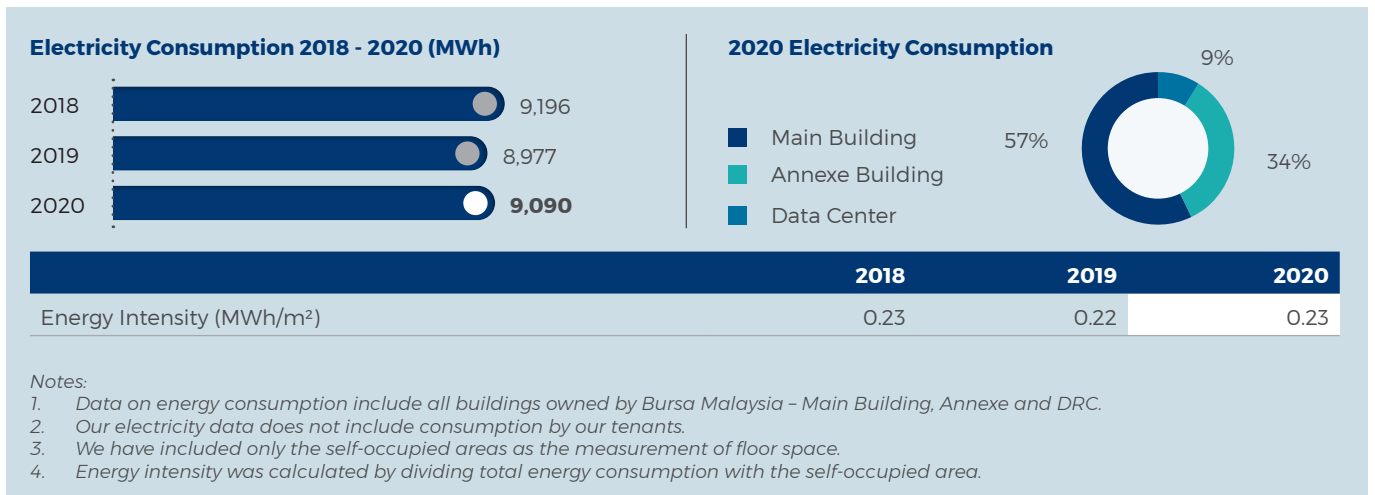 Electricity Consumption 2018 - 2020 (MWh)
2018 9,196
2019 8,977
2020 9,090
2020 Electricity Consumption
9%
Main Building
57%
Annexe Building
34%
Data Center
2018 2019 2020
Energy Intensity (MWh/m²) 0.23 0.22 0.23
Notes:
1. Data on energy consumption include all buildings owned by Bursa Malaysia – Main Building, Annexe and DRC.
2. Our electricity data does not include consumption by our tenants.
3. We have included only the self-occupied areas as the measurement of floor space.
4. Energy intensity was calculated by dividing total energy consumption with the self-occupied area.